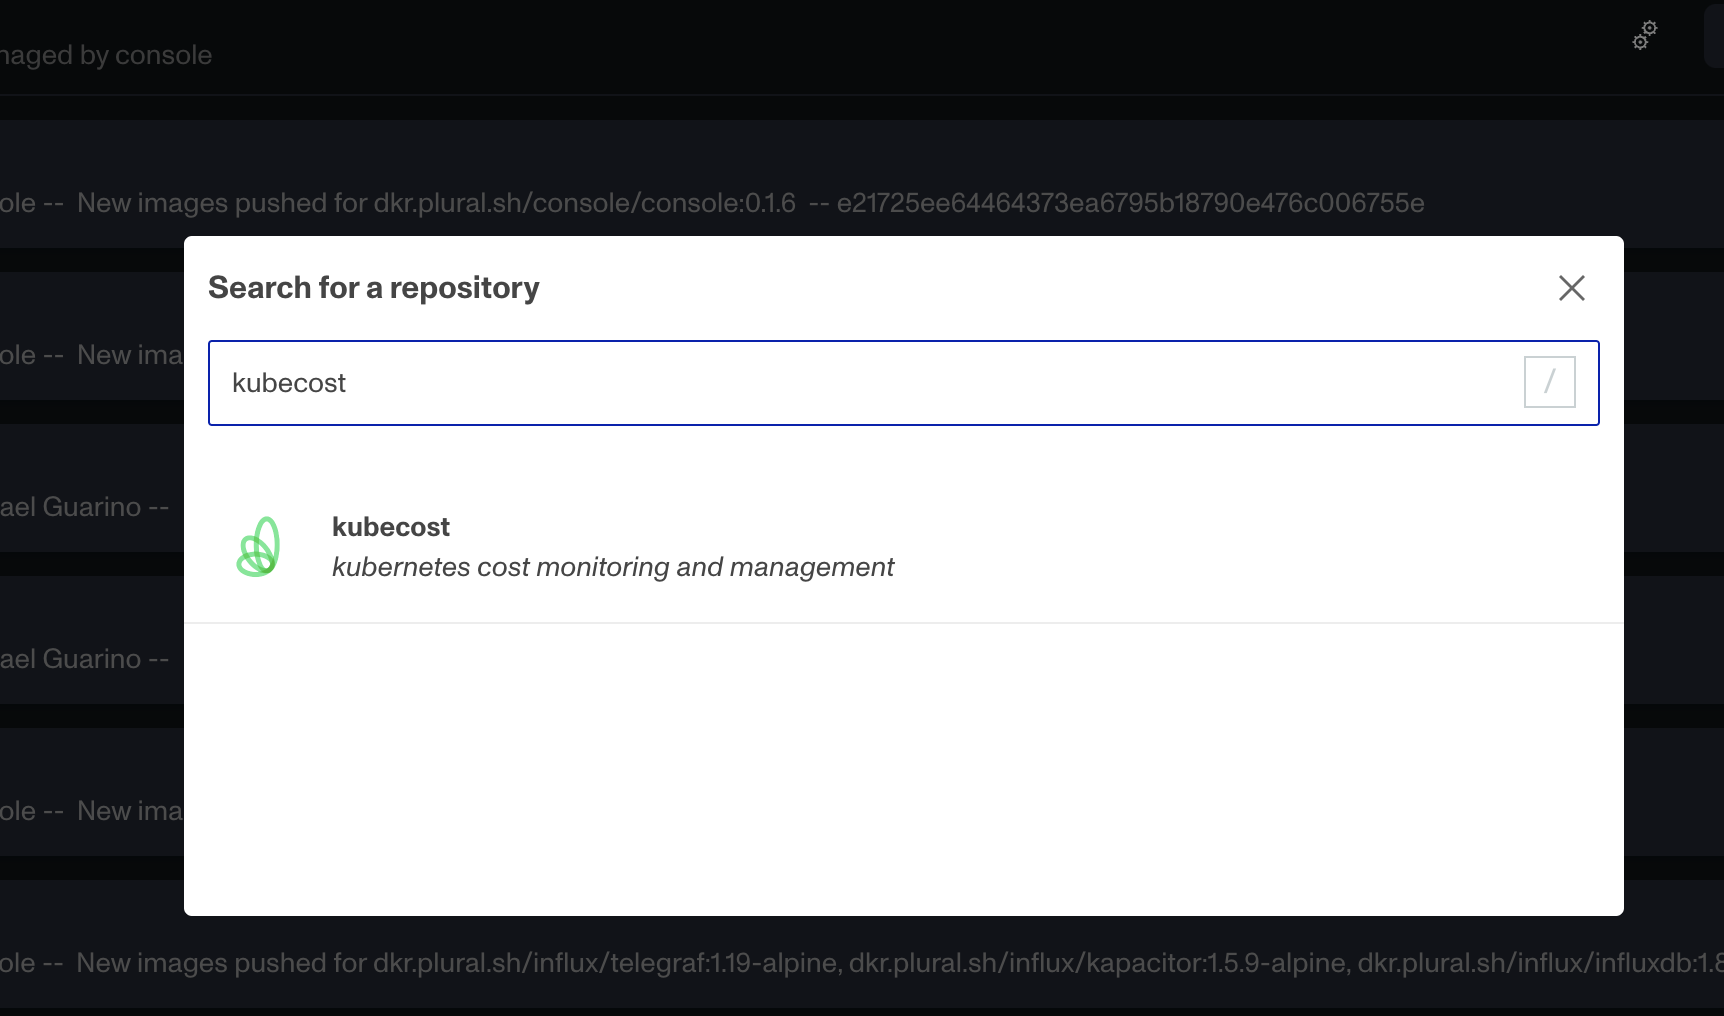 naged by console
ole -- New images pushed for dkr.plural.sh/console/console:0.1.6 -- e21725ee64464373ea6795b18790e476c006755e
Search for a repository
ole -- New ima
kubecost /
ael Guarino --
kubecost
kubernetes cost monitoring and management
ael Guarino --
ole -- New ima
ole -- New images pushed for dkr.plural.sh/influx/telegraf:1.19-alpine, dkr.plural.sh/influx/kapacitor:1.5.9-alpine, dkr.plural.sh/influx/influxdb:1.8